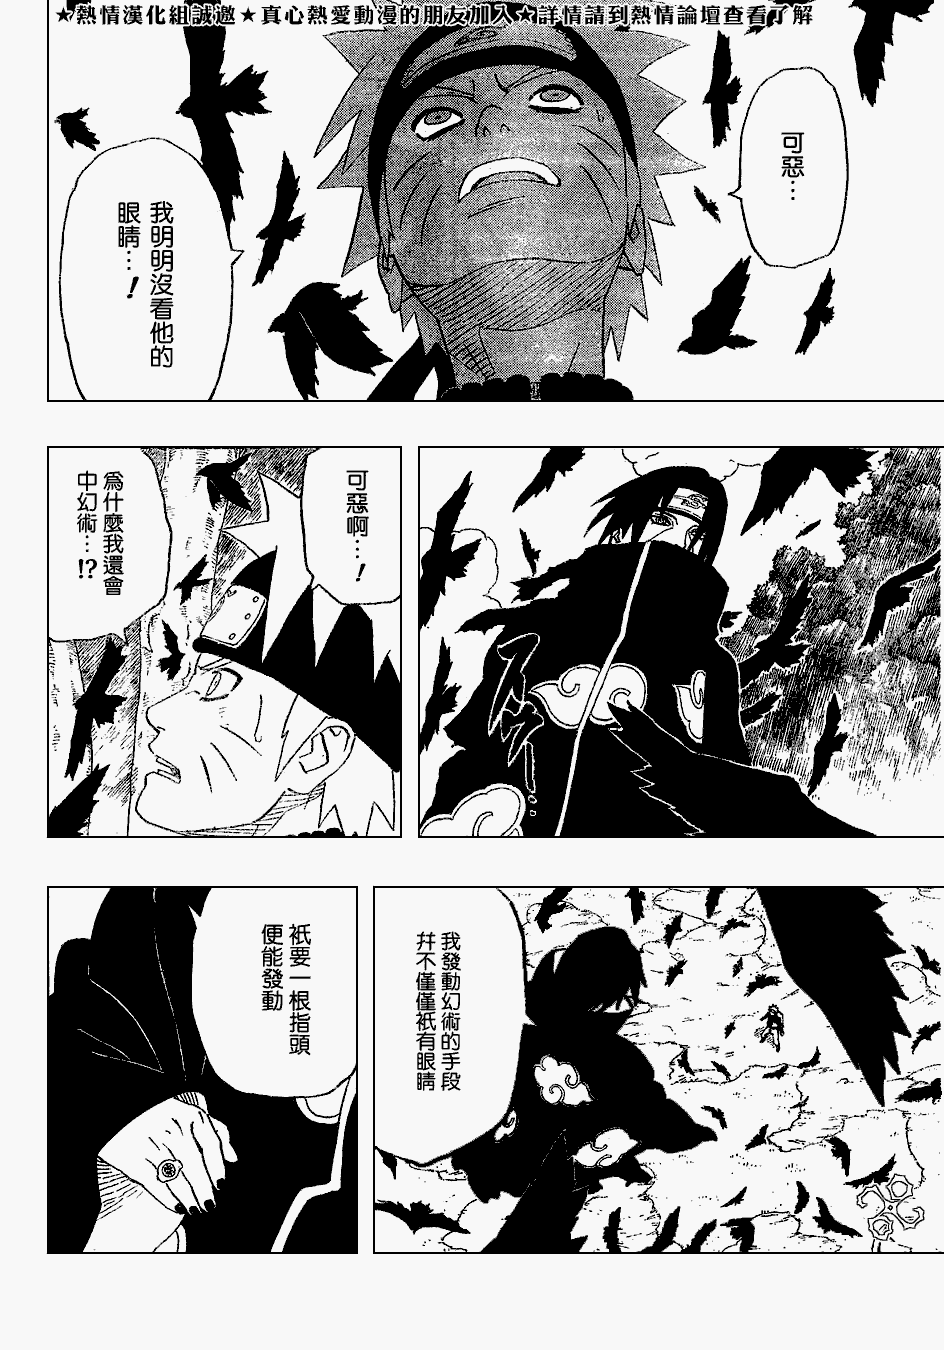 ★熱情漢化組誠邀★真心熱愛動漫的朋友加入★詳情請到熱情論壇查看了解
可惡…
我明明沒看他的
眼睛…！
可惡啊…！
為什麼我還會
中幻術…!?
我發動幻術的手段
幷不僅僅衹有眼睛
衹要一根指頭
便能發動